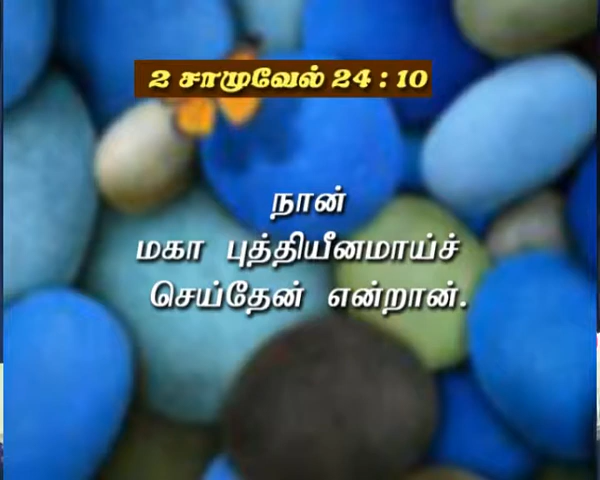 2 சாமுவேல் 24 : 10
நான்
மகா புத்தியீனமாய்ச்
செய்தேன் என்றான்.